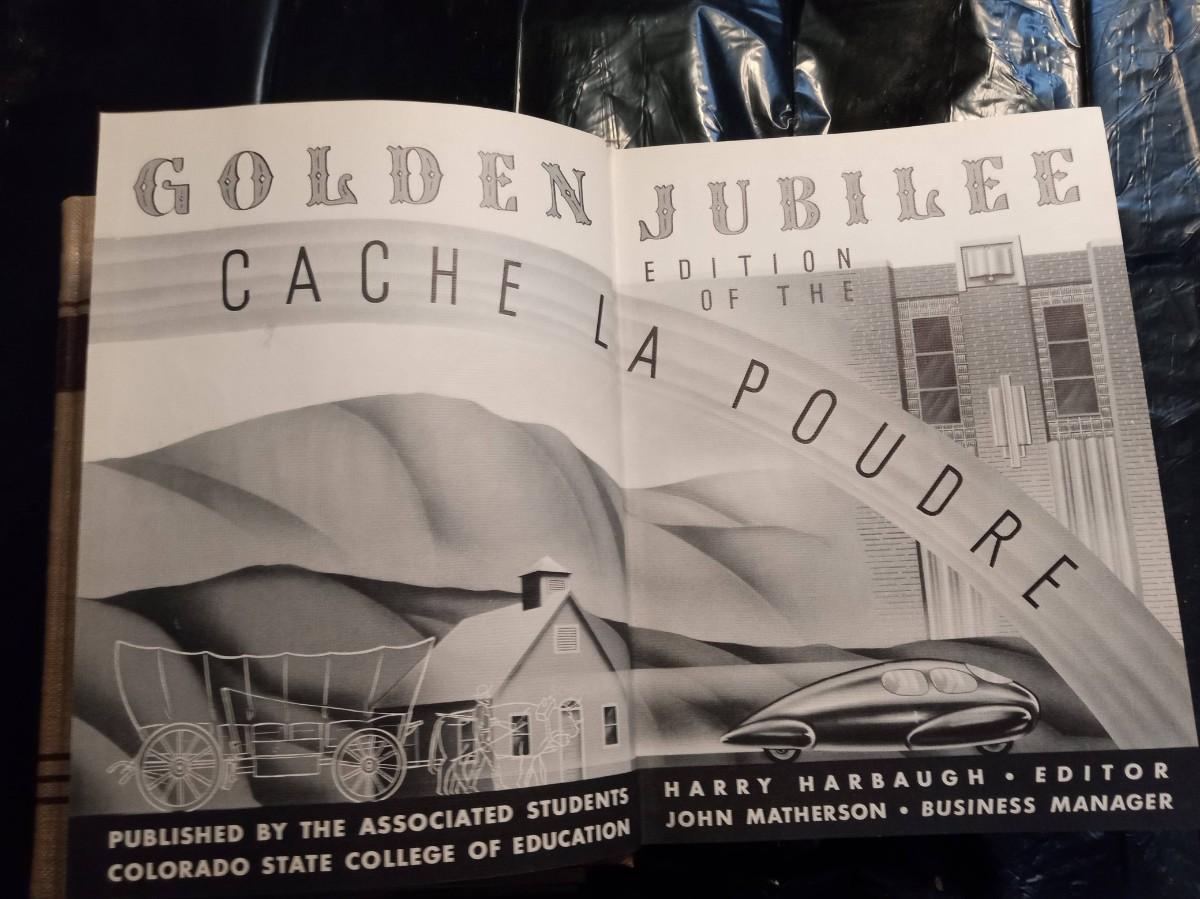 GOLDEN JUBILEE
EDITION
OF THE
CACHE LA POUDRE
PUBLISHED BY THE ASSOCIATED STUDENTS
COLORADO STATE COLLEGE OF EDUCATION
HARRY HARBAUGH • EDITOR
JOHN MATHERSON • BUSINESS MANAGER